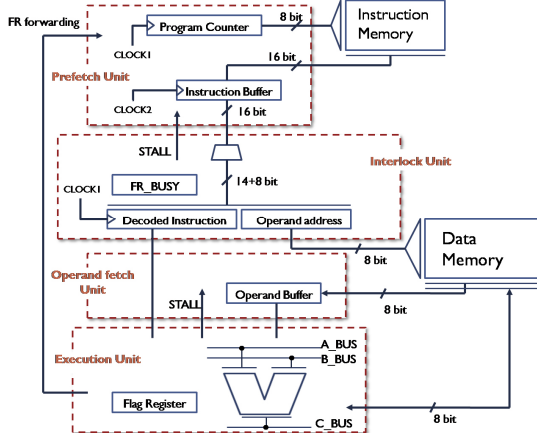 FR forwarding
8 bit
Instruction
Memory
Program Counter
CLOCK1
Prefetch Unit
16 bit
Instruction Buffer
CLOCK2
16 bit
STALL
Interlock Unit
FR_BUSY
14+8 bit
CLOCK1
Decoded Instruction
Operand address
Data
Memory
8 bit
Operand fetch
Unit
Operand Buffer
STALL
8 bit
A_BUS
B_BUS
Execution Unit
Flag Register
8 bit
C_BUS